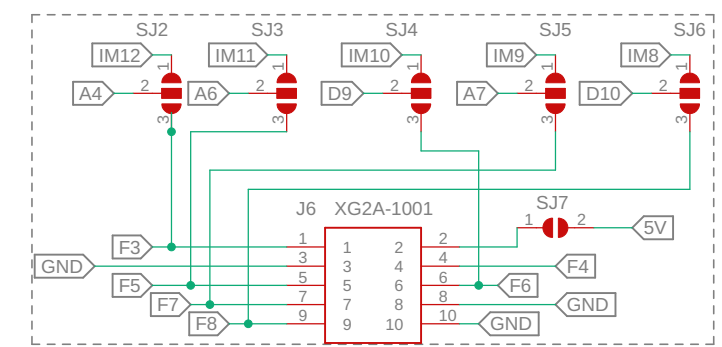 SJ2 SJ3 SJ4 SJ5 SJ6
IM12 1 IM11 1 IM10 1 IM9 1 IM8 1
A4 2 A6 2 D9 2 A7 2 D10 2
3 3 3 3 3
J6 XG2A-1001 SJ7
1 2 5V
F3 1 1 2 2
GND 3 3 4 4 F4
F5 5 5 6 6 F6
F7 7 7 8 8 GND
F8 9 9 10 10 GND